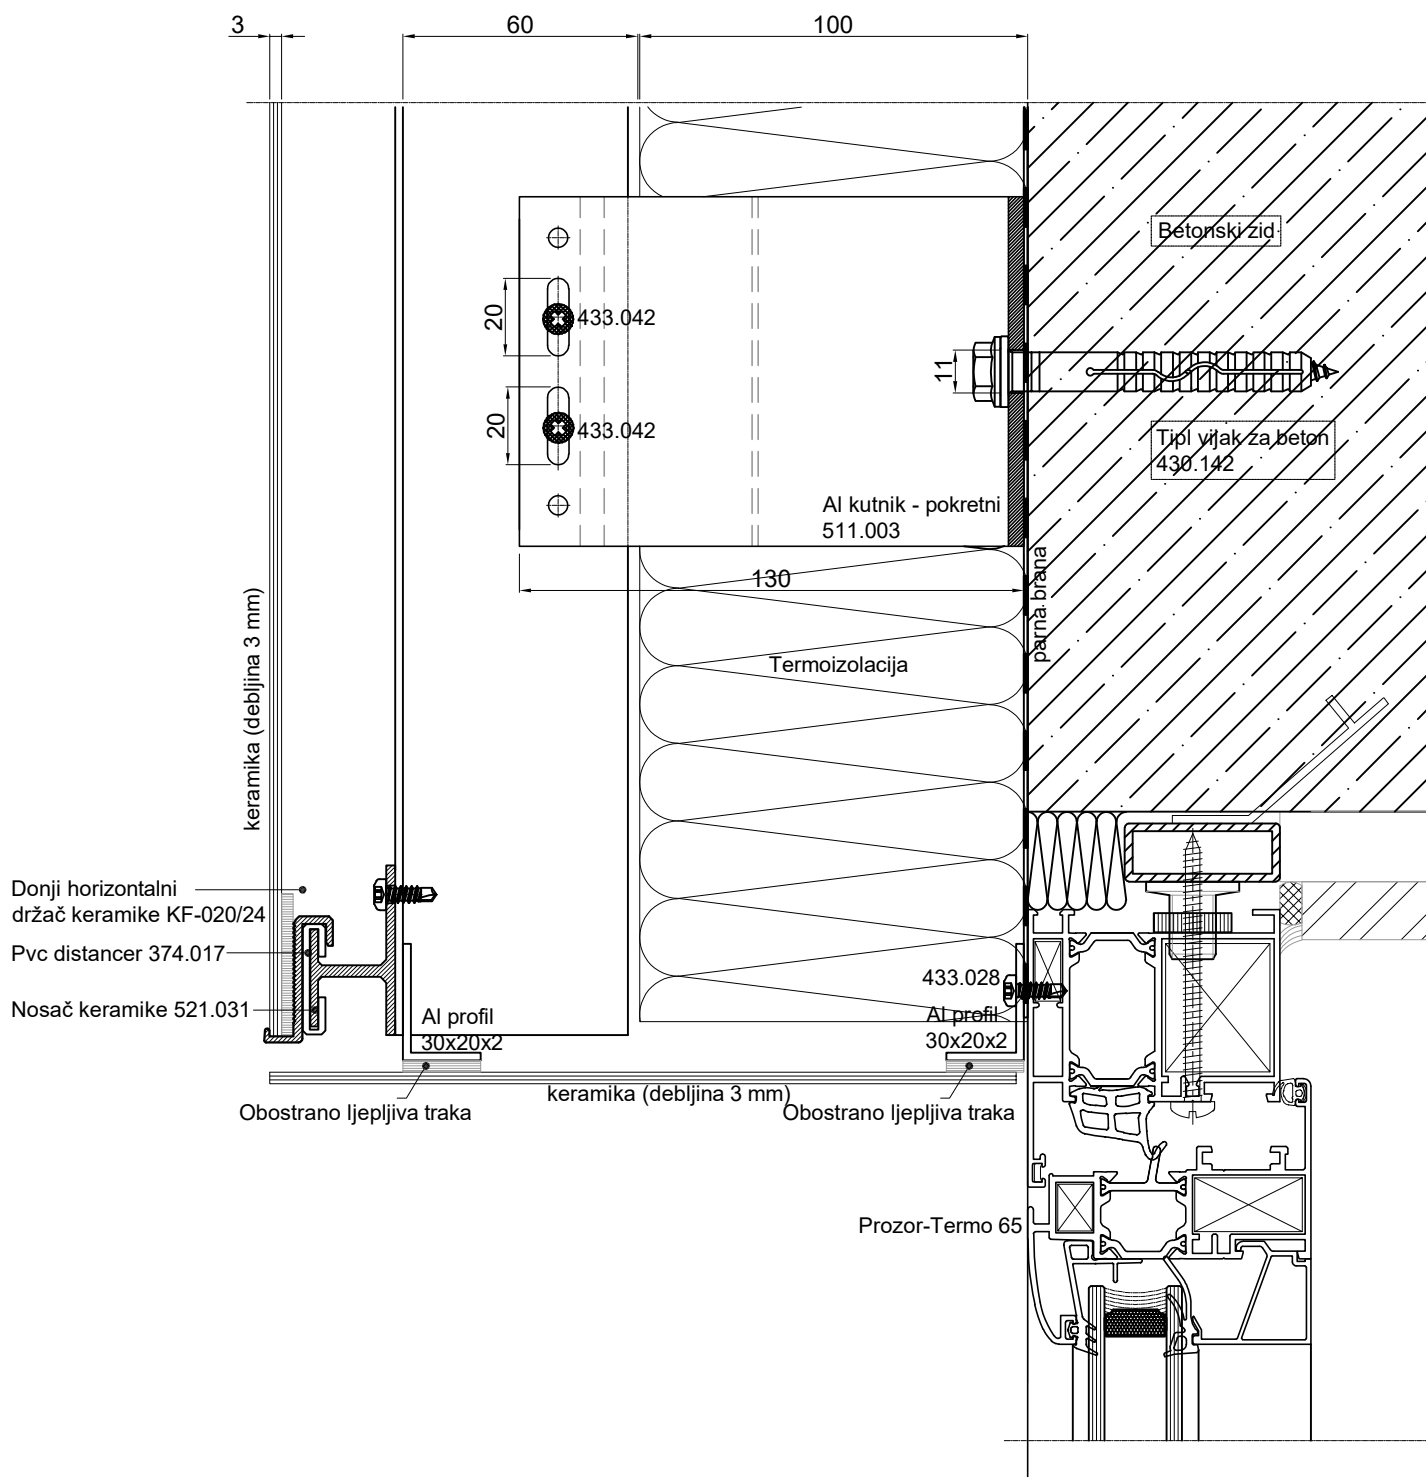 3
60
100
Betonski zid
20
433.042
11
20
433.042
Tipl vijak za beton
430.142
Al kutnik - pokretni
511.003
130
parna brana
keramika (debljina 3 mm)
Termoizolacija
Donji horizontalni
držač keramike KF-020/24
Pvc distancer 374.017
433.028
Nosač keramike 521.031
Al profil
30x20x2
Al profil
30x20x2
keramika (debljina 3 mm)
Obostrano ljepljiva traka
Obostrano ljepljiva traka
Prozor-Termo 65